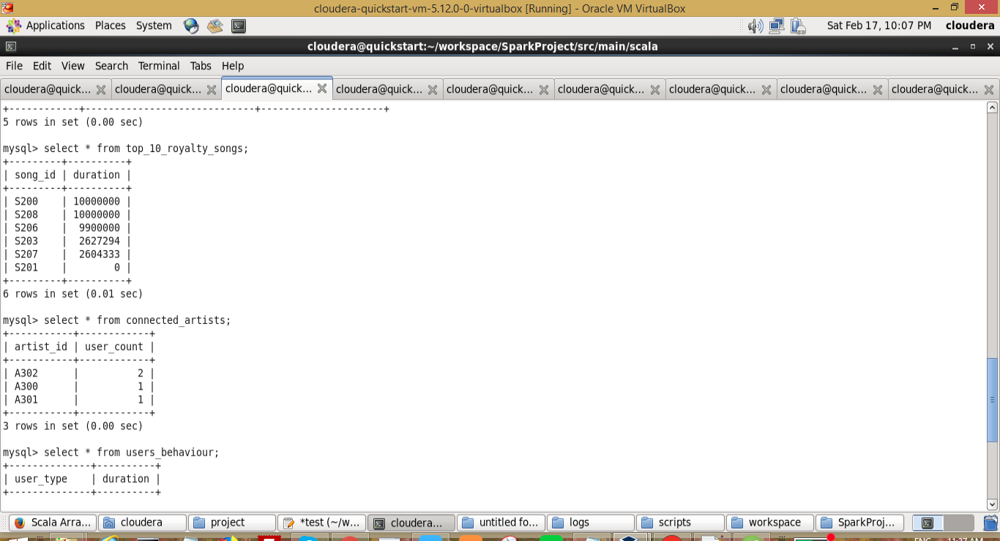 cloudera-quickstart-vm-5.12.0-0-virtualbox [Running] - Oracle VM VirtualBox
Applications Places System Sat Feb 17, 10:07 PM cloudera
cloudera@quickstart:~/workspace/SparkProject/src/main/scala
File Edit View Search Terminal Tabs Help
cloudera@quick... cloudera@quick... cloudera@quick... cloudera@quick... cloudera@quick... cloudera@quick... cloudera@quick... cloudera@quick... cloudera@quick...
+------------+-----------------------------+---------------------+
5 rows in set (0.00 sec)
mysql> select * from top_10_royalty_songs;
+---------+----------+
| song_id | duration |
+---------+----------+
| S200    | 10000000 |
| S208    | 10000000 |
| S206    |  9900000 |
| S203    |  2627294 |
| S207    |  2604333 |
| S201    |        0 |
+---------+----------+
6 rows in set (0.01 sec)
mysql> select * from connected_artists;
+-----------+------------+
| artist_id | user_count |
+-----------+------------+
| A302      |          2 |
| A300      |          1 |
| A301      |          1 |
+-----------+------------+
3 rows in set (0.00 sec)
mysql> select * from users_behaviour;
+--------------+----------+
| user_type    | duration |
+--------------+----------+
Scala Arra... cloudera project *test (~/w... cloudera... untitled fo... logs scripts workspace SparkProj...
ENG 11:37 AM